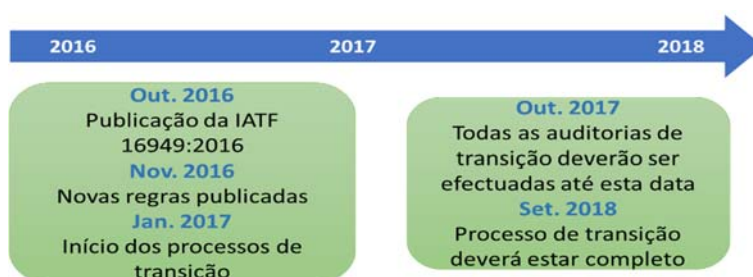 2016 2017 2018
Out. 2016
Publicação da IATF
16949:2016
Nov. 2016
Novas regras publicadas
Jan. 2017
Início dos processos de
transição
Out. 2017
Todas as auditorias de
transição deverão ser
efectuadas até esta data
Set. 2018
Processo de transição
deverá estar completo